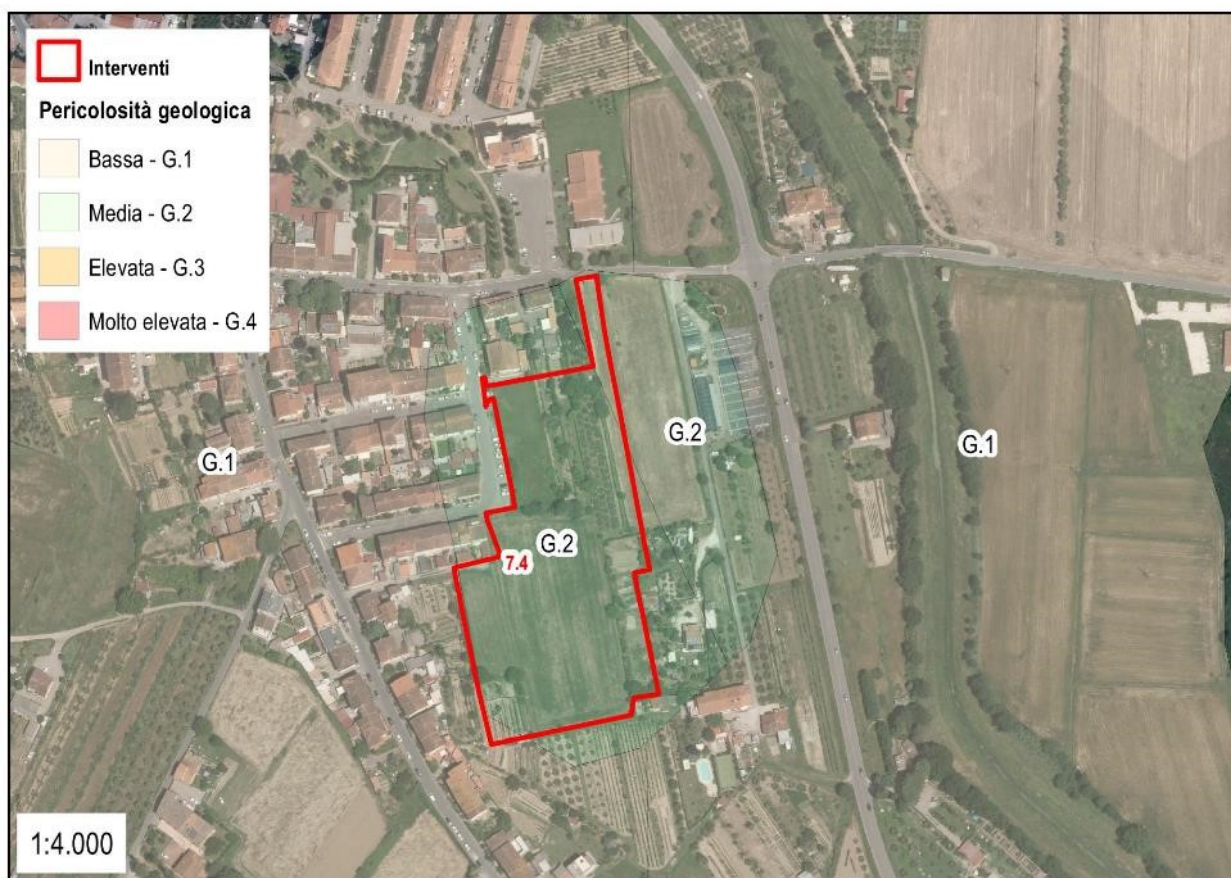 Interventi
Pericolosità geologica
Bassa - G.1
Media - G.2
Elevata - G.3
Molto elevata - G.4
G.2
G.1
G.1
G.2
7.4
1:4.000